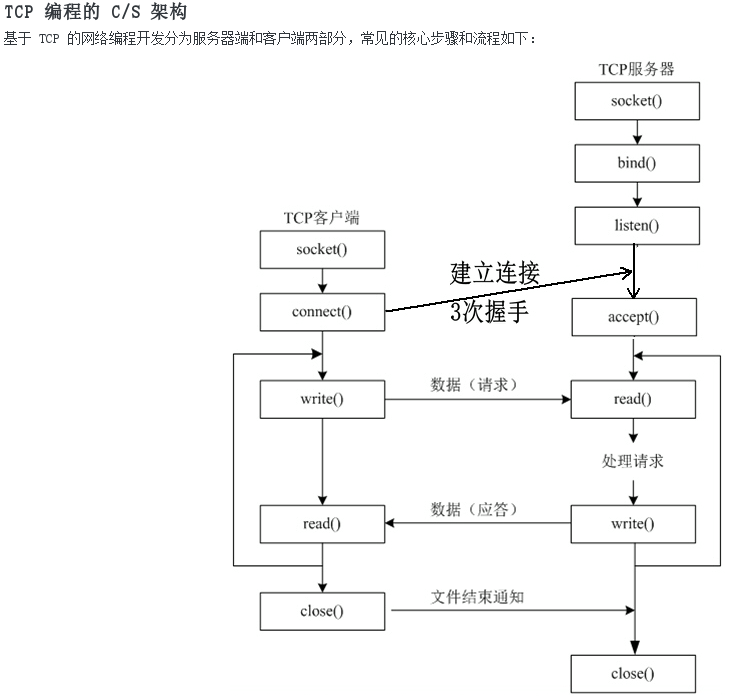 TCP 编程的 C/S 架构
基于 TCP 的网络编程开发分为服务器端和客户端两部分，常见的核心步骤和流程如下：
TCP服务器
socket()
bind()
listen()
TCP客户端
socket()
建立连接
3次握手
connect()
accept()
write()
数据（请求）
read()
处理请求
read()
数据（应答）
write()
close()
文件结束通知
close()